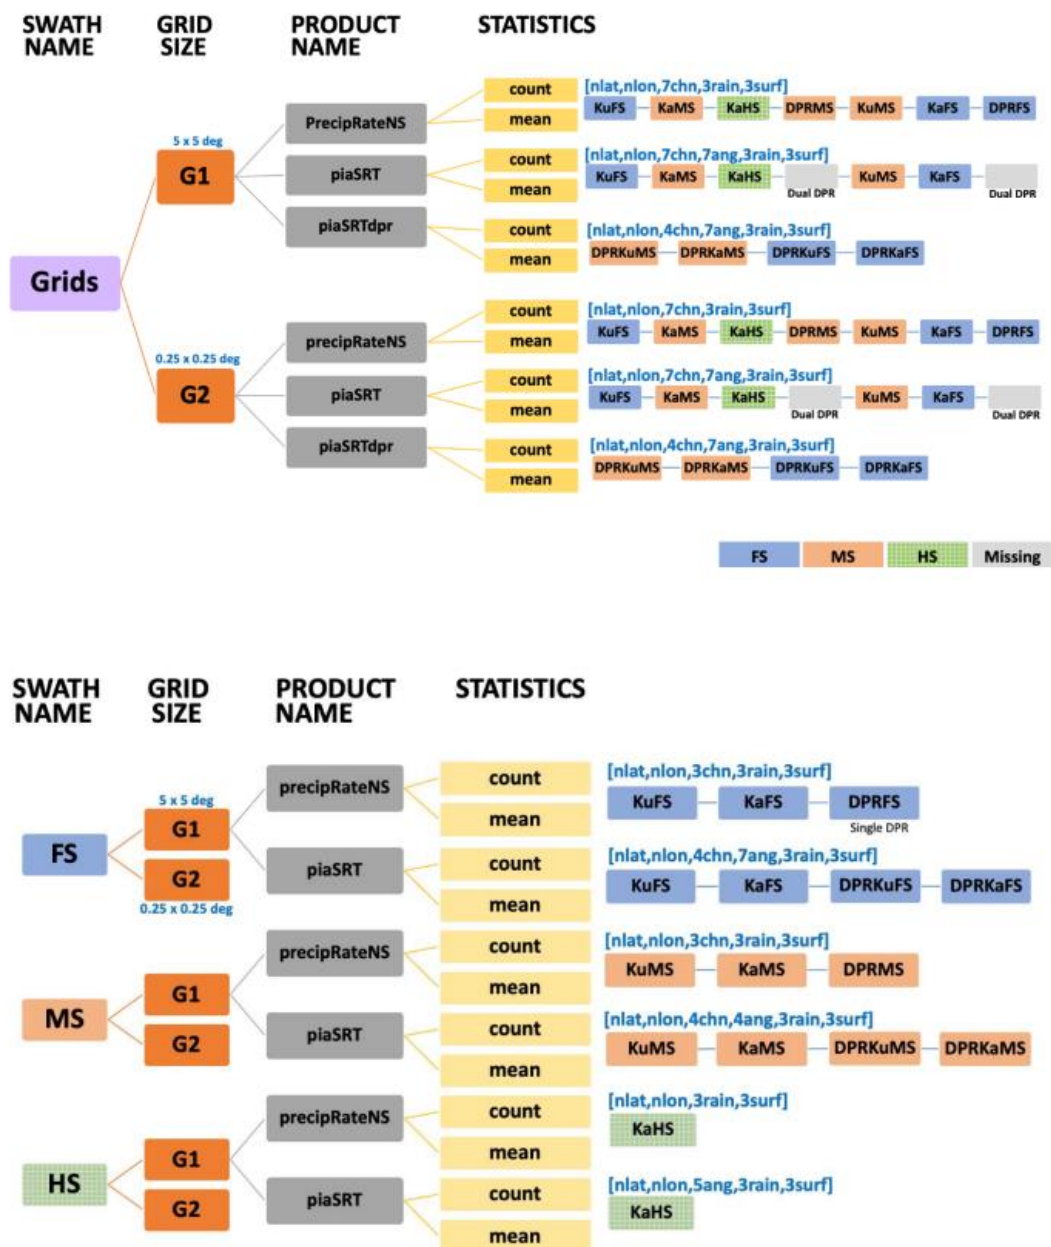 SWATH NAME
GRID SIZE
PRODUCT NAME
STATISTICS
Grids
5 x 5 deg
G1
PrecipRateNS
count
mean
[nlat,nlon,7chn,3rain,3surf]
KuFS KaMS KaHS DPRMS KuMS KaFS DPRFS
piaSRT
count
mean
[nlat,nlon,7chn,7ang,3rain,3surf]
KuFS KaMS KaHS KuMS KaFS
Dual DPR Dual DPR
piaSRTdpr
count
mean
[nlat,nlon,4chn,7ang,3rain,3surf]
DPRKuMS DPRKaMS DPRKuFS DPRKaFS
0.25 x 0.25 deg
G2
precipRateNS
count
mean
[nlat,nlon,7chn,3rain,3surf]
KuFS KaMS KaHS DPRMS KuMS KaFS DPRFS
piaSRT
count
mean
[nlat,nlon,7chn,7ang,3rain,3surf]
KuFS KaMS KaHS KuMS KaFS
Dual DPR Dual DPR
piaSRTdpr
count
mean
[nlat,nlon,4chn,7ang,3rain,3surf]
DPRKuMS DPRKaMS DPRKuFS DPRKaFS
FS MS HS Missing
SWATH NAME
GRID SIZE
PRODUCT NAME
STATISTICS
FS
5 x 5 deg
G1
G2
0.25 x 0.25 deg
precipRateNS
count
mean
[nlat,nlon,3chn,3rain,3surf]
KuFS KaFS DPRFS
Single DPR
piaSRT
count
mean
[nlat,nlon,4chn,7ang,3rain,3surf]
KuFS KaFS DPRKuFS DPRKaFS
MS
G1
G2
precipRateNS
count
mean
[nlat,nlon,3chn,3rain,3surf]
KuMS KaMS DPRMS
piaSRT
count
mean
[nlat,nlon,4chn,4ang,3rain,3surf]
KuMS KaMS DPRKuMS DPRKaMS
HS
G1
G2
precipRateNS
count
mean
[nlat,nlon,3rain,3surf]
KaHS
piaSRT
count
mean
[nlat,nlon,5ang,3rain,3surf]
KaHS